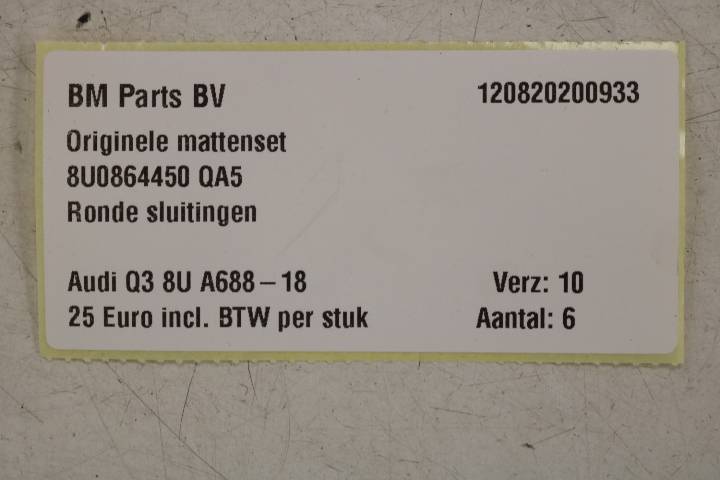 BM Parts BV 120820200933
Originele mattenset
8U0864450 QA5
Ronde sluitingen
Audi Q3 8U A688 – 18 Verz: 10
25 Euro incl. BTW per stuk Aantal: 6